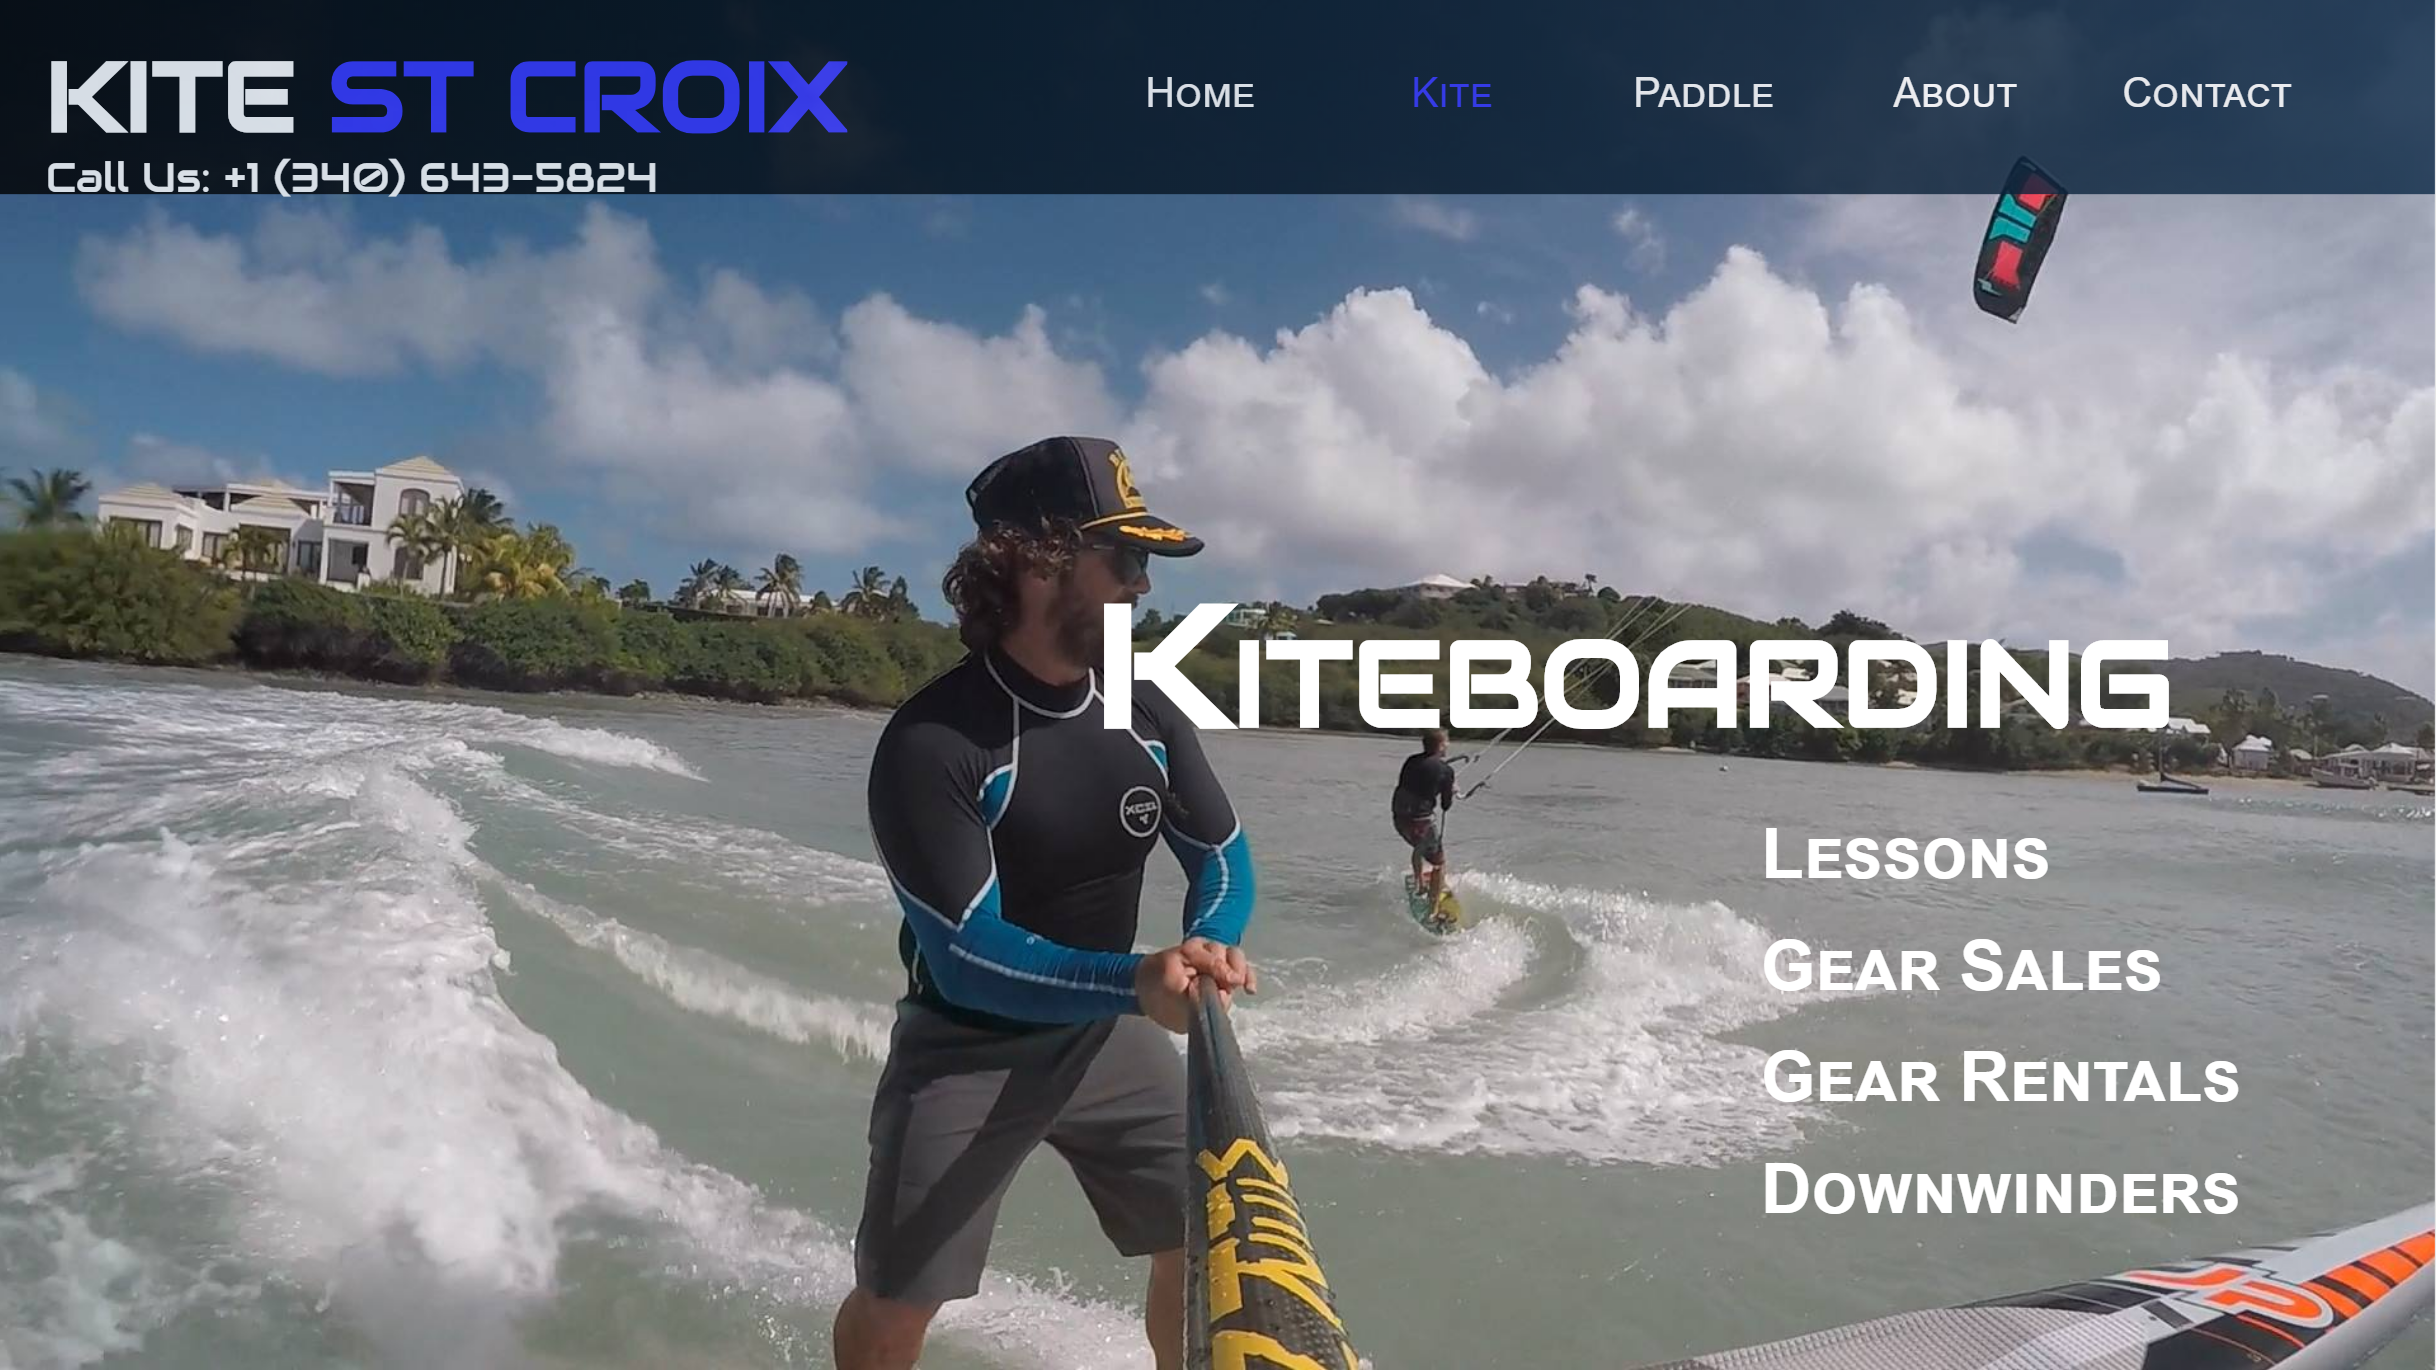 KITE ST CROIX
Call Us: +1 (340) 643-5824
Home Kite Paddle About Contact
Kiteboarding
XCEL
Lessons
Gear Sales
Gear Rentals
Downwinders